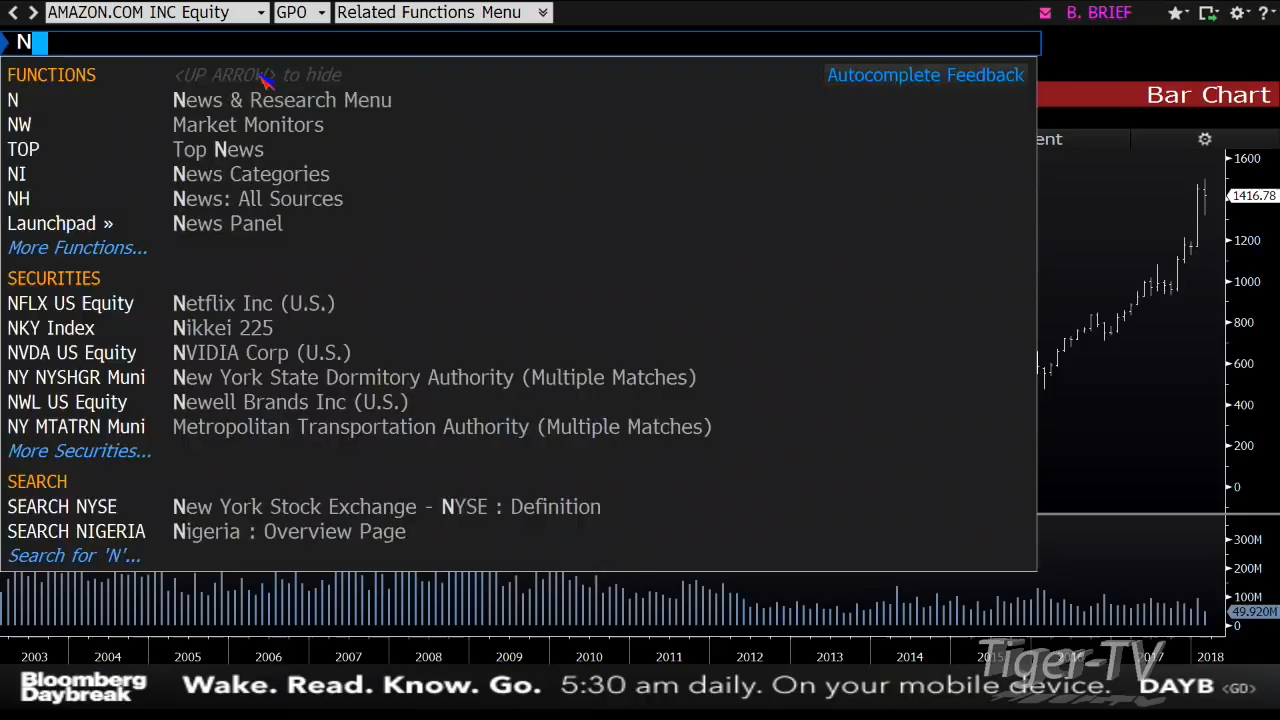 AMAZON.COM INC Equity GPO Related Functions Menu B. BRIEF
N
FUNCTIONS <UP ARROW> to hide Autocomplete Feedback
Bar Chart
N News & Research Menu
NW Market Monitors
ent
TOP Top News
NI News Categories
NH News: All Sources
Launchpad » News Panel
More Functions...
SECURITIES
NFLX US Equity Netflix Inc (U.S.)
NKY Index Nikkei 225
NVDA US Equity NVIDIA Corp (U.S.)
NY NYSHGR Muni New York State Dormitory Authority (Multiple Matches)
NWL US Equity Newell Brands Inc (U.S.)
NY MTATRN Muni Metropolitan Transportation Authority (Multiple Matches)
More Securities...
SEARCH
SEARCH NYSE New York Stock Exchange - NYSE : Definition
SEARCH NIGERIA Nigeria : Overview Page
Search for 'N'...
1600
1416.78
1200
1000
800
600
400
200
0
300M
200M
100M
49.920M
0
2003 2004 2005 2006 2007 2008 2009 2010 2011 2012 2013 2014 2015 2016 2017 2018
Tiger-TV
Bloomberg
Daybreak
Wake. Read. Know. Go. 5:30 am daily. On your mobile device. DAYB <GO>